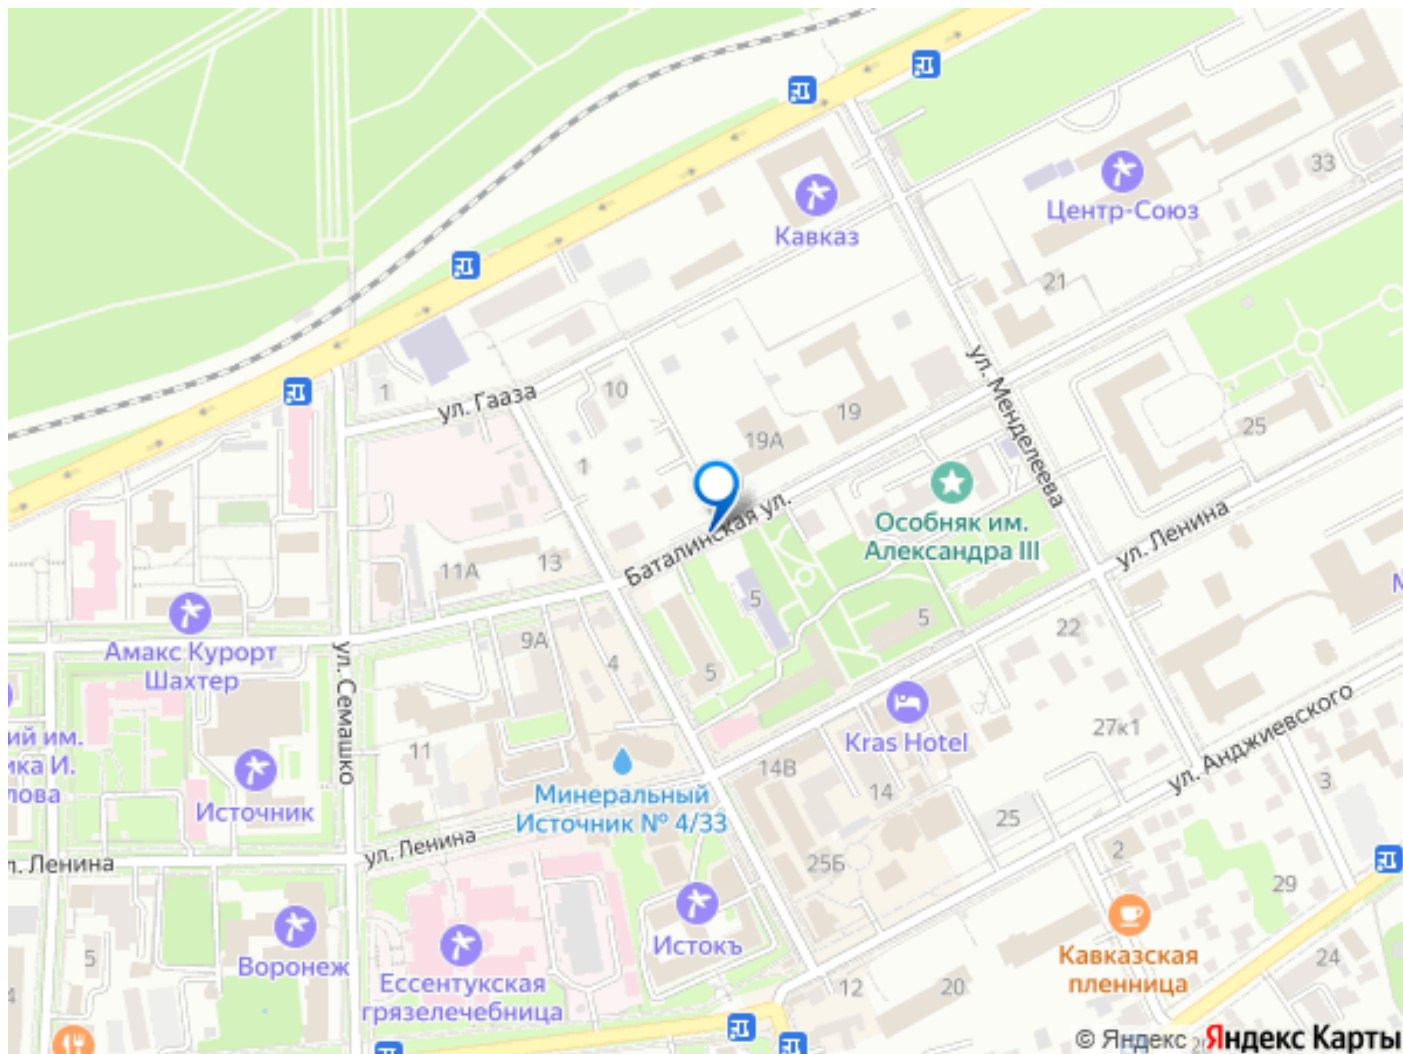 33
Центр-Союз
Кавказ
21
ул. Гааза
1
10
ул. Менделеева
19
19А
25
1
Баталинская ул.
Особняк им.
Александра III
ул. Ленина
11А
13
5
5
22
Амакс Курорт
Шахтер
ул. Семашко
9А
4
5
Kras Hotel
27к1
ул. Анджиевского
11
Источник
Минеральный
Источник № 4/33
14В
14
25
3
ул. Ленина
25Б
2
29
Воронеж
Ессентукская
грязелечебница
Истокъ
Кавказская
пленница
5
12
20
24
© Яндекс Яндекс Карты